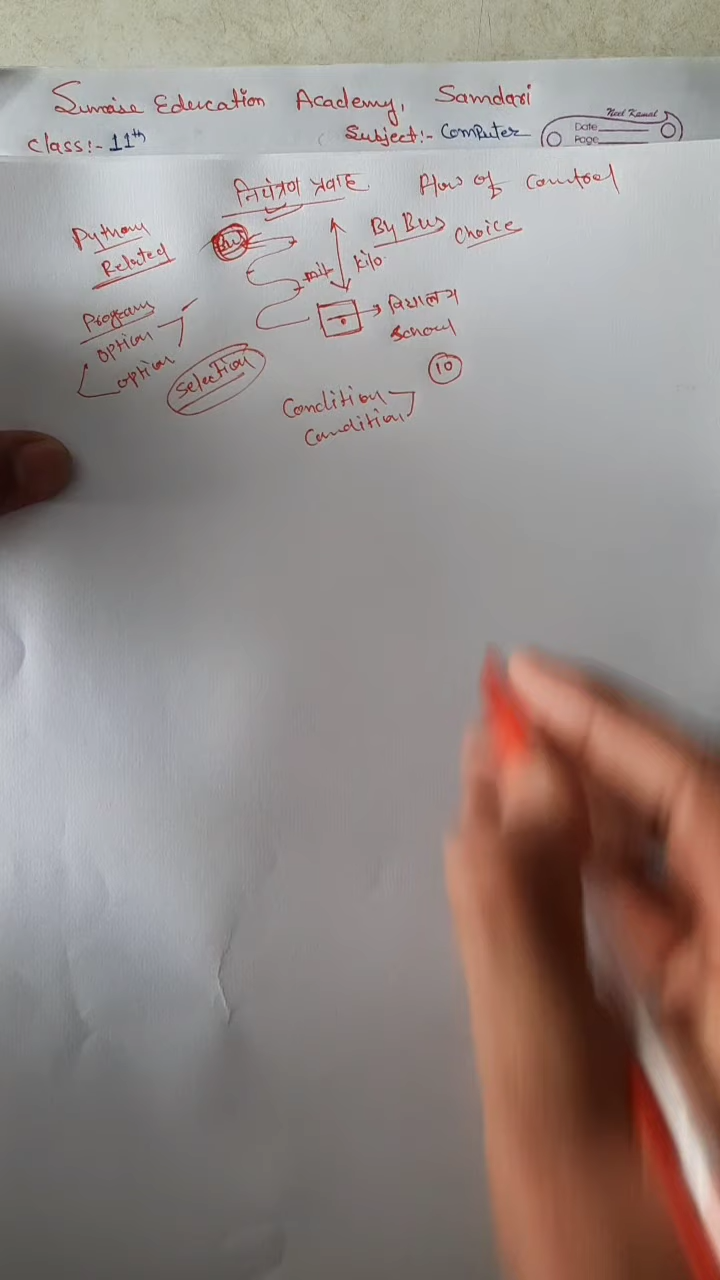 Sunrise Education Academy, Samdari
Class:- 11th
Subject:- Computer
Neel Kamal
Date
Page
नियंत्रण प्रवाह
Flow of Control
Python
Related
Program
option
option
Selection
By Bus
Choice
kilo
विद्यालय
School
10
Condition
Condition